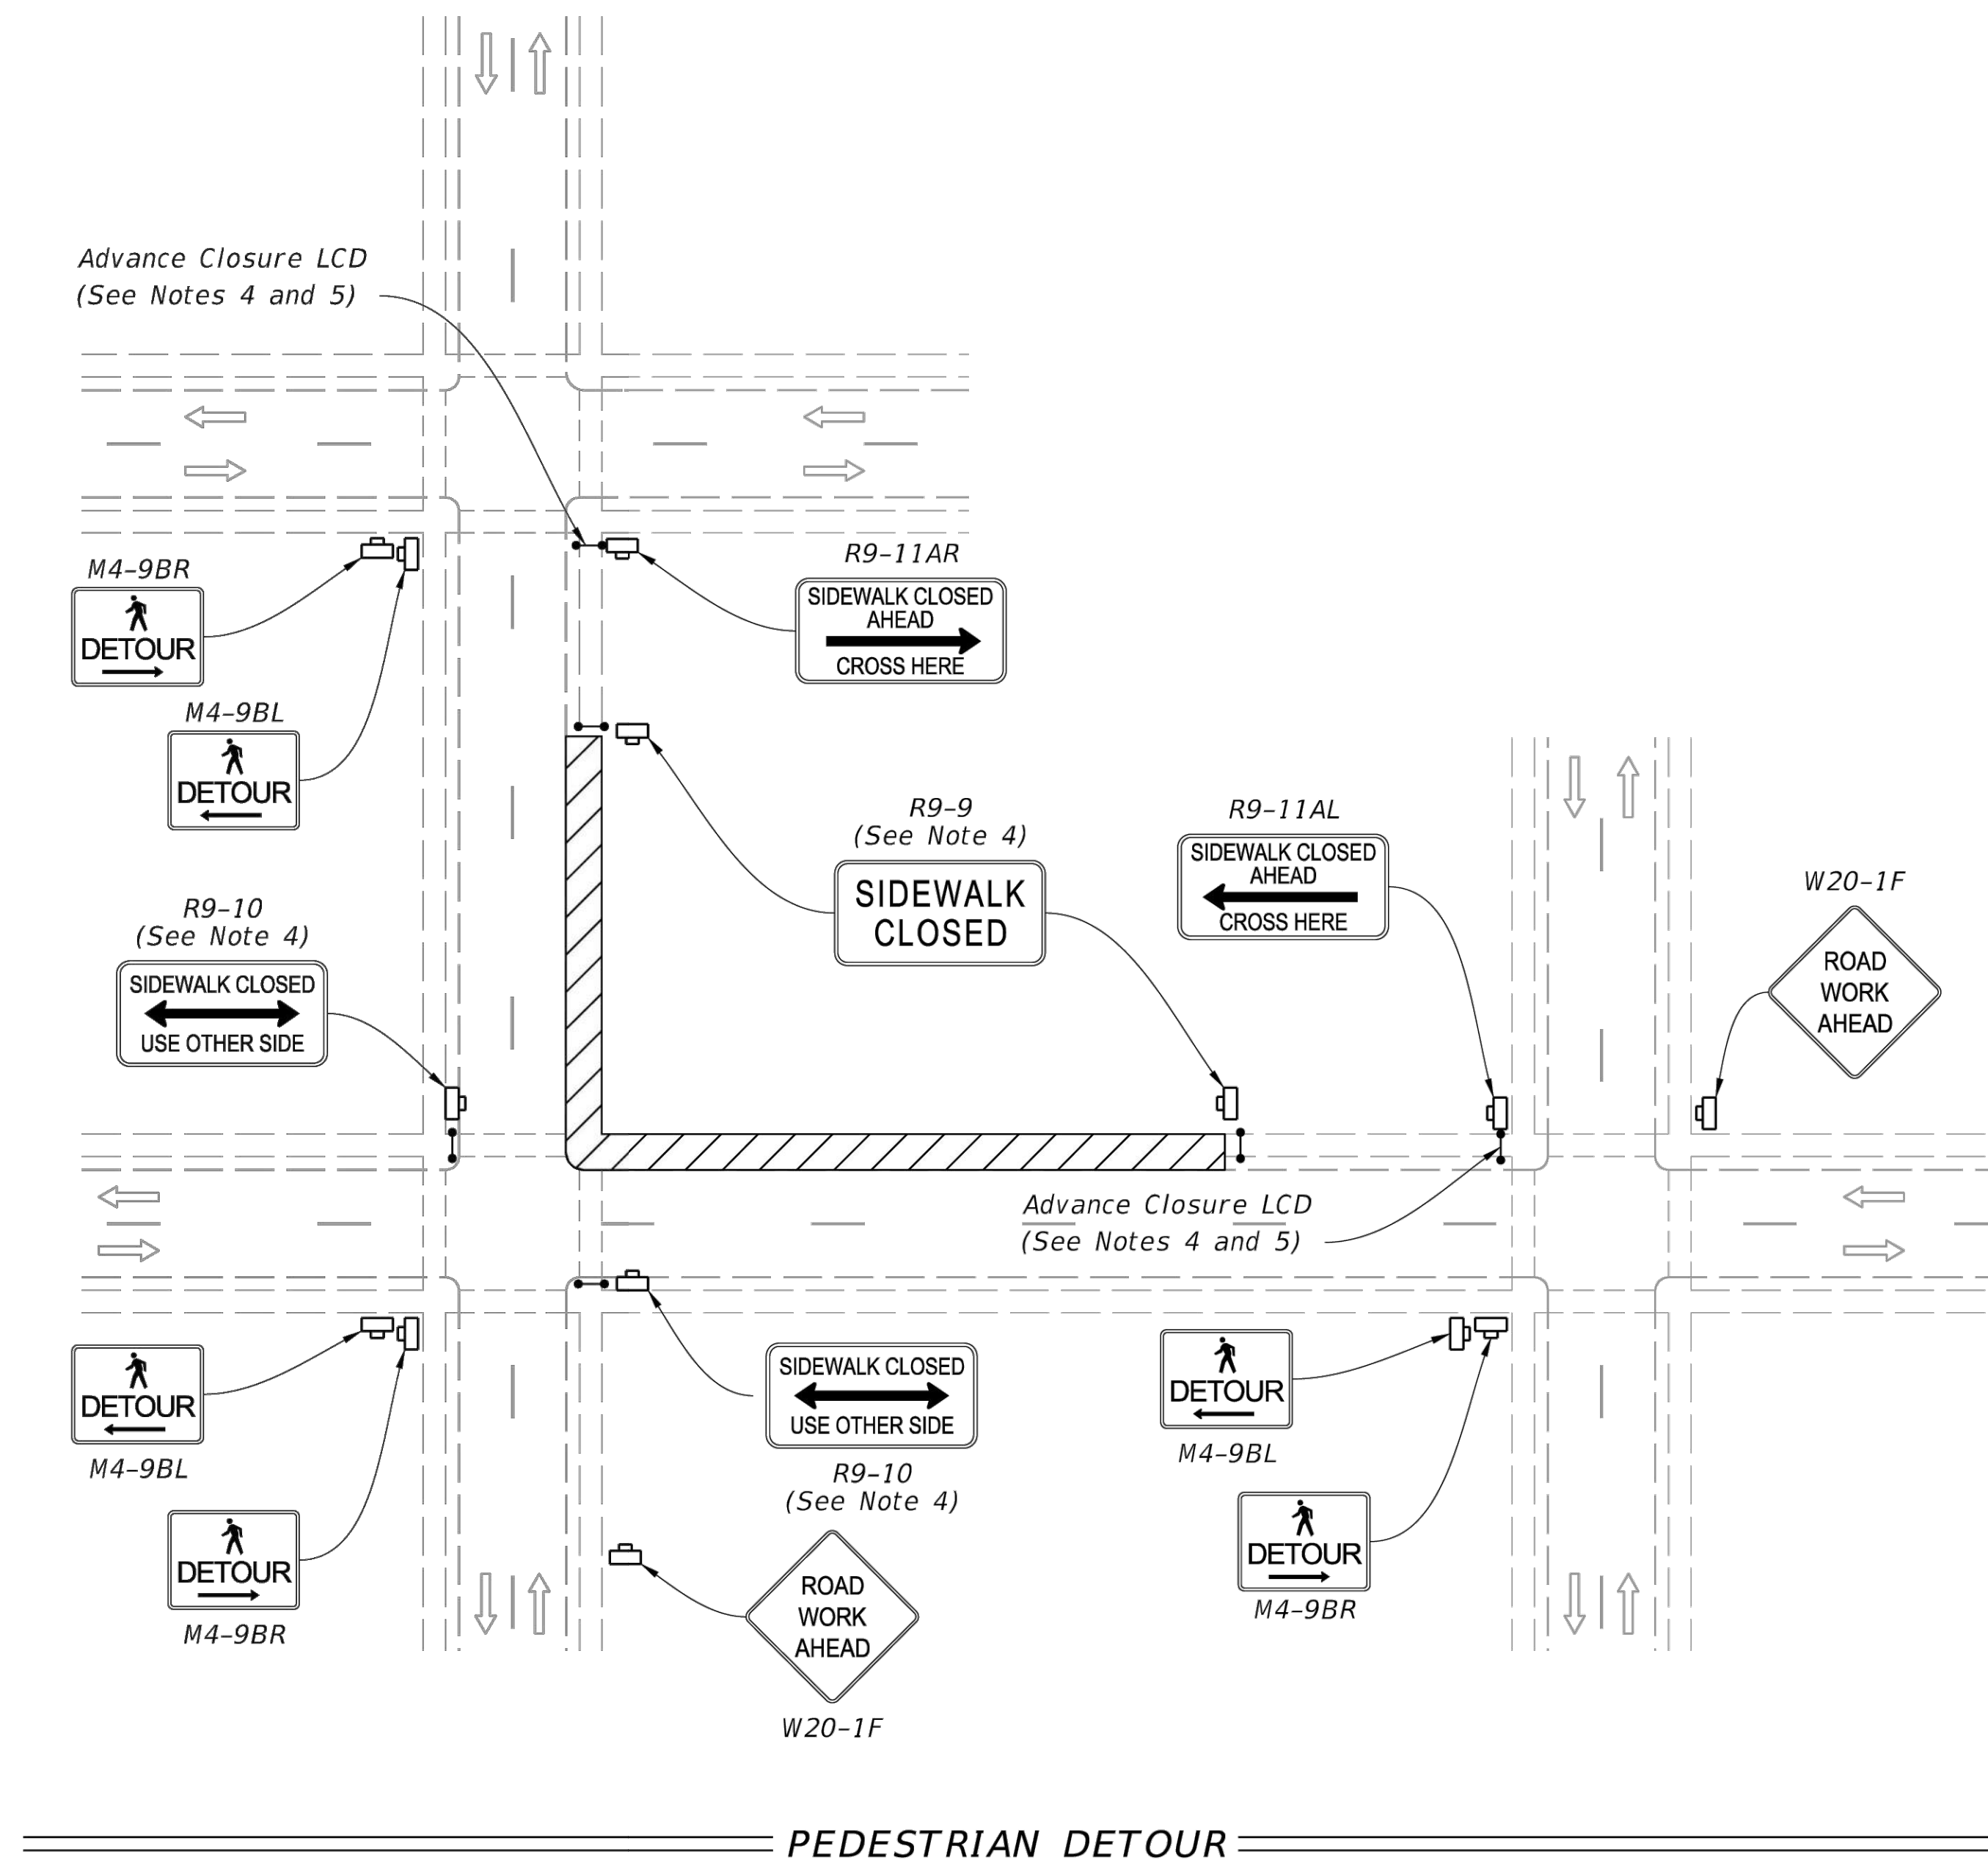 Advance Closure LCD
(See Notes 4 and 5)
M4-9BR
DETOUR
M4-9BL
DETOUR
R9-11AR
SIDEWALK CLOSED
AHEAD
CROSS HERE
R9-9
(See Note 4)
SIDEWALK
CLOSED
R9-11AL
SIDEWALK CLOSED
AHEAD
CROSS HERE
W20-1F
ROAD
WORK
AHEAD
R9-10
(See Note 4)
SIDEWALK CLOSED
USE OTHER SIDE
Advance Closure LCD
(See Notes 4 and 5)
DETOUR
M4-9BL
DETOUR
M4-9BR
SIDEWALK CLOSED
USE OTHER SIDE
R9-10
(See Note 4)
ROAD
WORK
AHEAD
W20-1F
DETOUR
M4-9BL
DETOUR
M4-9BR
PEDESTRIAN DETOUR